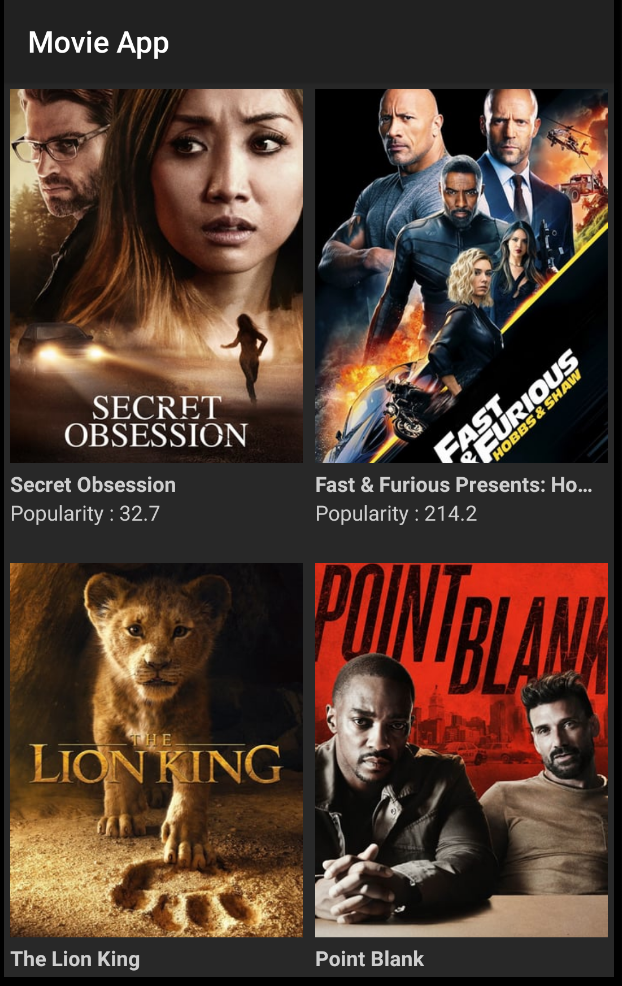 Movie App
SECRET
OBSESSION
FAST
& FURIOUS
HOBBS & SHAW
Secret Obsession
Popularity : 32.7
Fast & Furious Presents: Ho...
Popularity : 214.2
THE
LION KING
POINT
BLANK
The Lion King
Point Blank